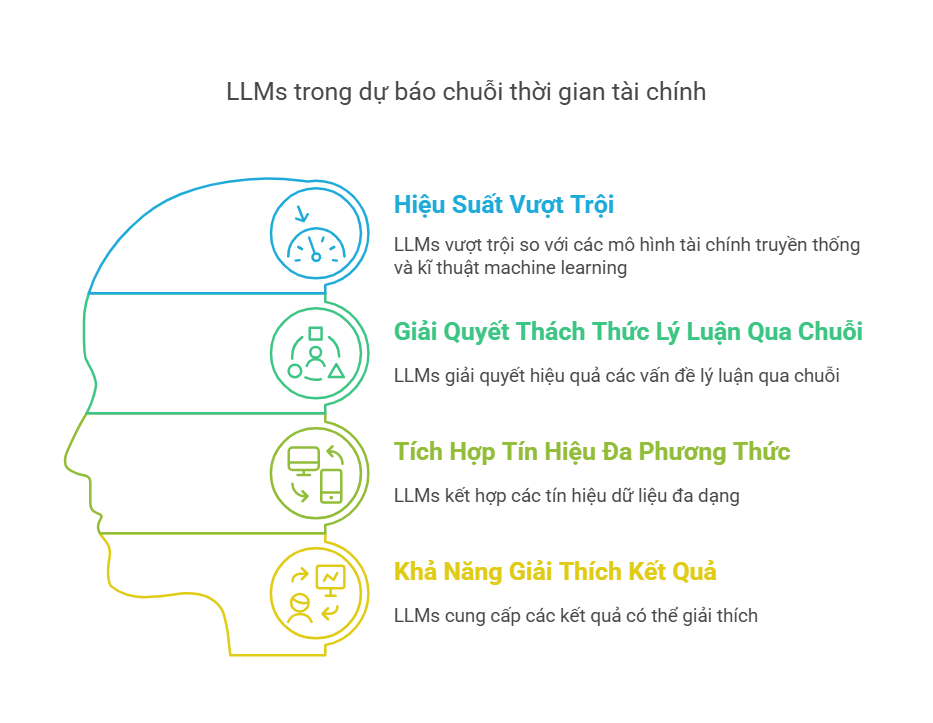 LLMs trong dự báo chuỗi thời gian tài chính
Hiệu Suất Vượt Trội
LLMs vượt trội so với các mô hình tài chính truyền thống
và kĩ thuật machine learning
Giải Quyết Thách Thức Lý Luận Qua Chuỗi
LLMs giải quyết hiệu quả các vấn đề lý luận qua chuỗi
Tích Hợp Tín Hiệu Đa Phương Thức
LLMs kết hợp các tín hiệu dữ liệu đa dạng
Khả Năng Giải Thích Kết Quả
LLMs cung cấp các kết quả có thể giải thích